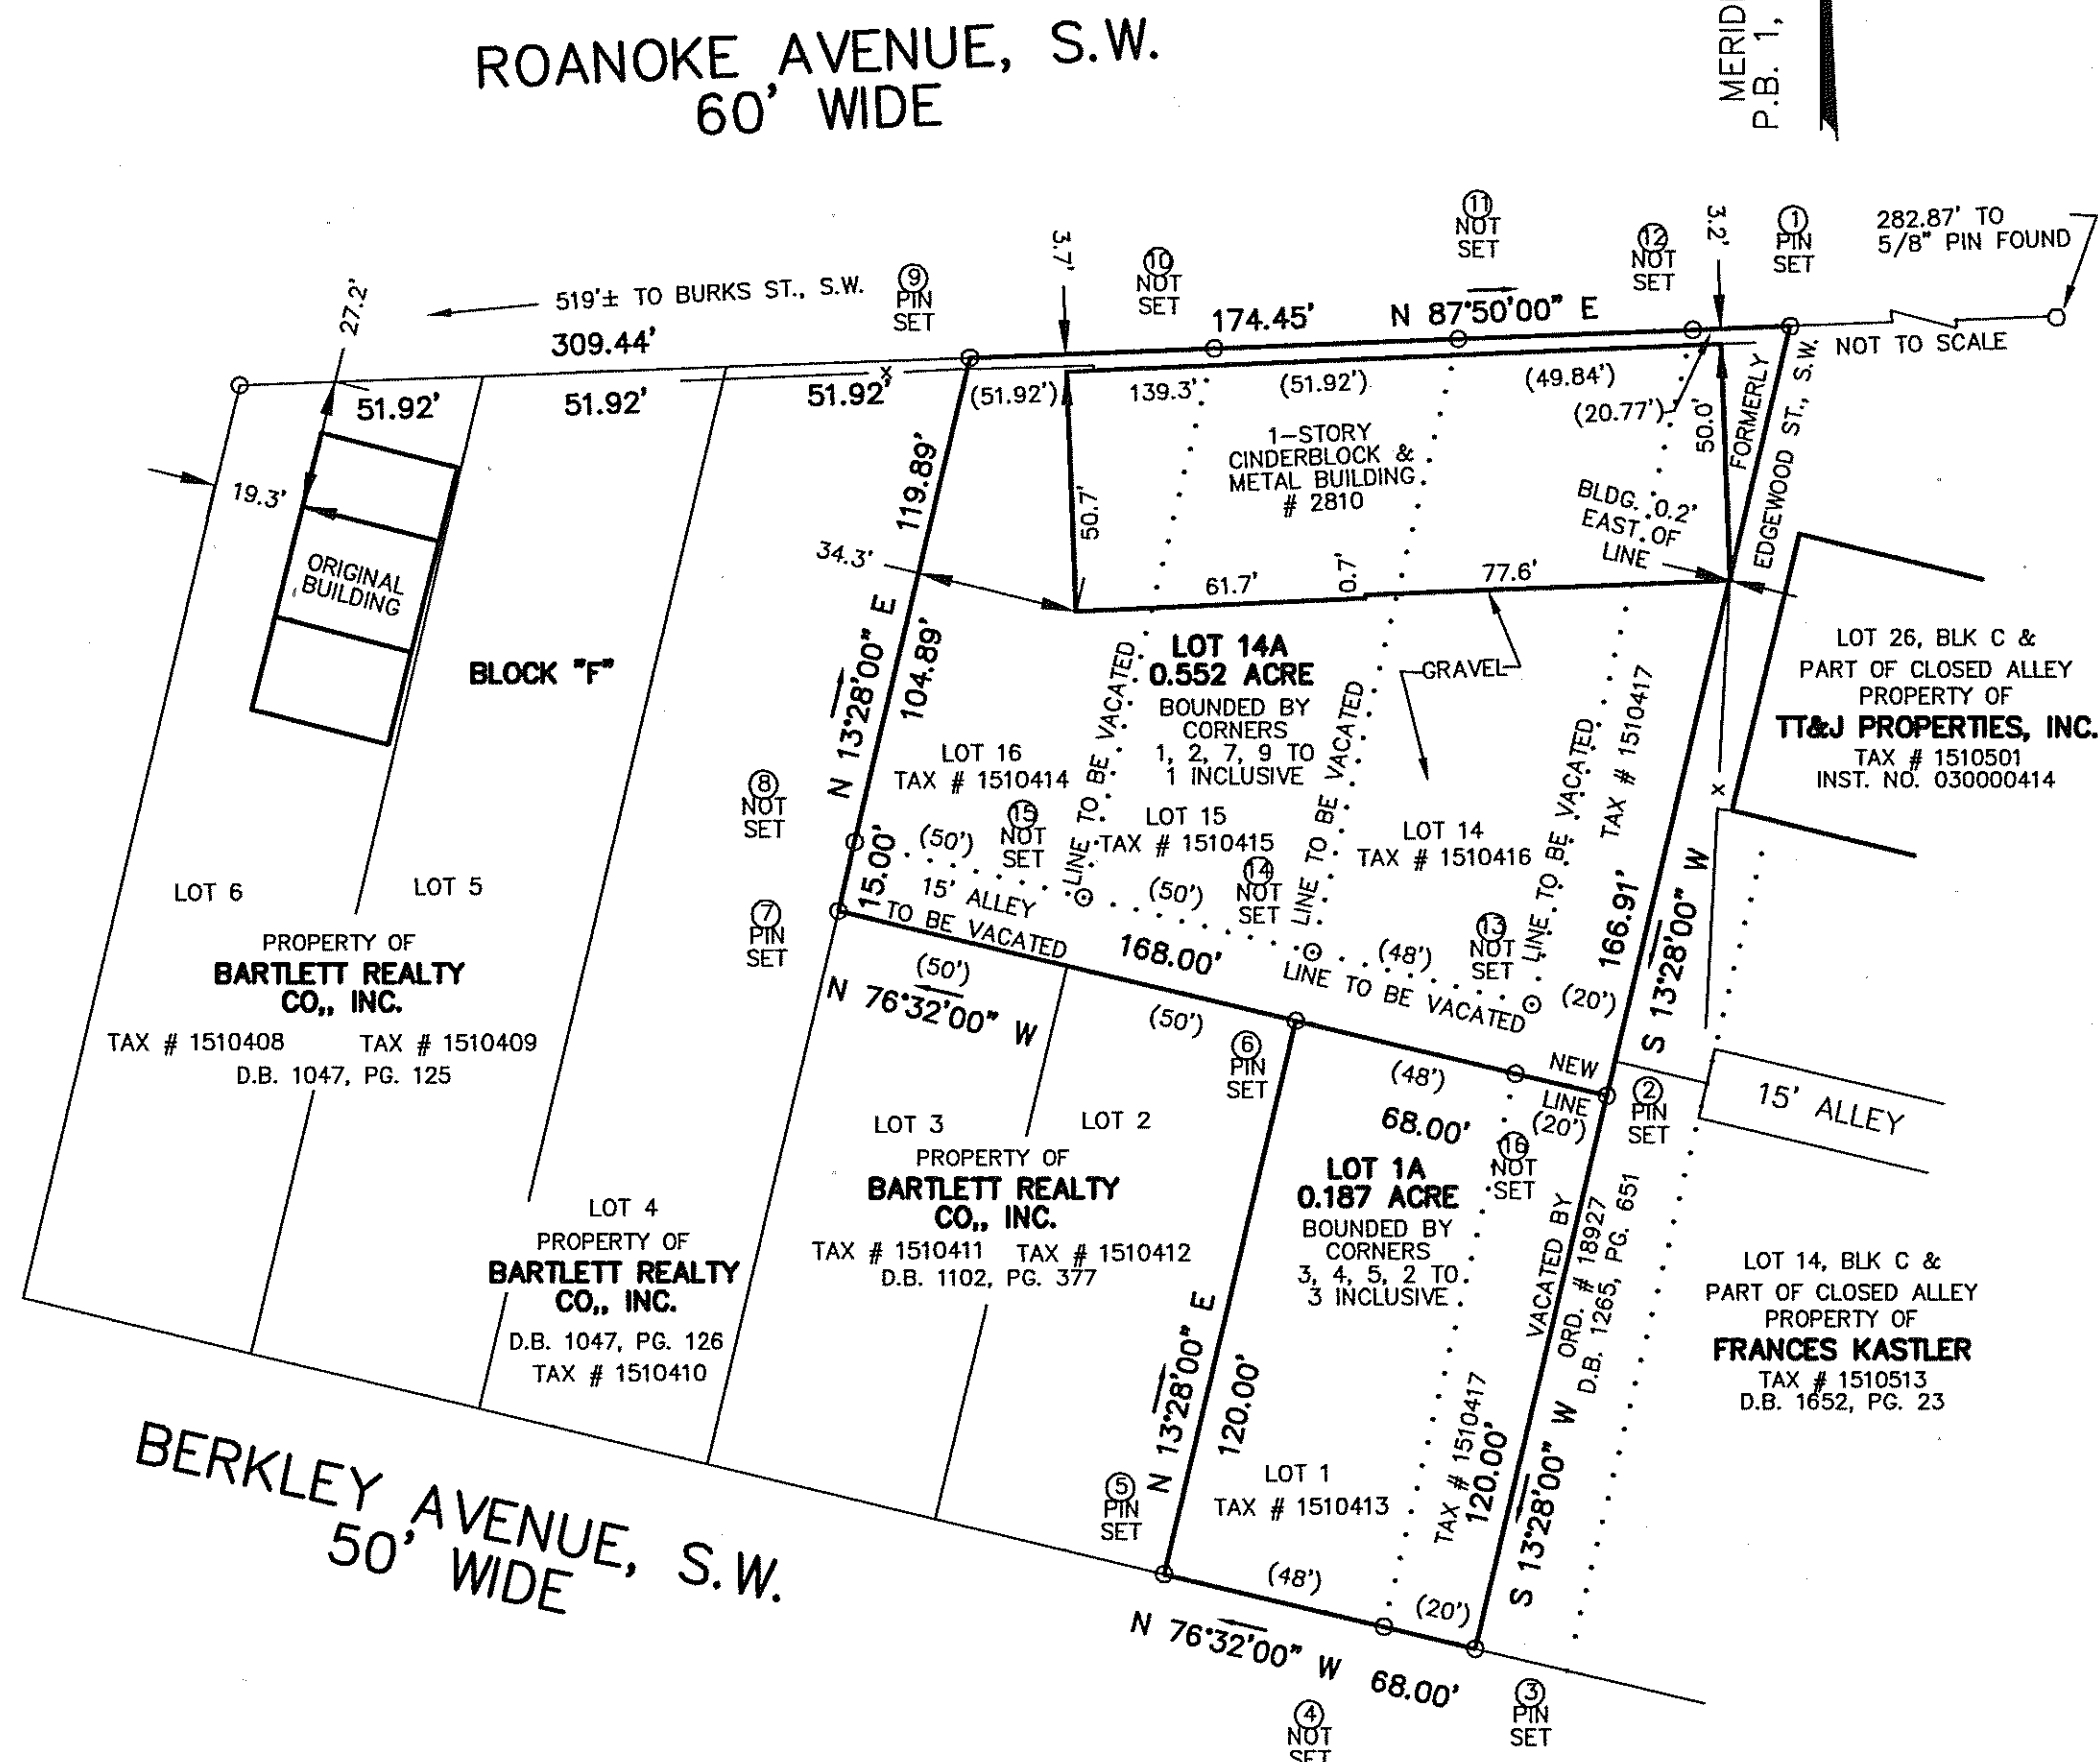 ROANOKE AVENUE, S.W.
60' WIDE
MERID
P.B. 1,
282.87' TO
5/8" PIN FOUND
NOT TO SCALE
519'± TO BURKS ST., S.W.
309.44'
27.2'
9
PIN
SET
3.7'
10
NOT
SET
11
NOT
SET
12
NOT
SET
3.2'
1
PIN
SET
174.45'
N 87°50'00" E
51.92'
51.92'
51.92'
x
(51.92')
139.3'
(51.92')
(49.84')
(20.77')
50.0'
FORMERLY
EDGEWOOD ST., S.W.
19.3'
ORIGINAL
BUILDING
BLOCK "F"
119.89'
34.3'
50.7'
1-STORY
CINDERBLOCK &
METAL BUILDING
# 2810
BLDG. 0.2'
EAST OF
LINE
61.7'
0.7'
77.6'
N 13°28'00" E
104.89'
LOT 14A
0.552 ACRE
BOUNDED BY
CORNERS
1, 2, 7, 9 TO
1 INCLUSIVE
GRAVEL
LINE TO BE VACATED
LINE TO BE VACATED
LINE TO BE VACATED
TAX # 1510417
LOT 26, BLK C &
PART OF CLOSED ALLEY
PROPERTY OF
TT&J PROPERTIES, INC.
TAX # 1510501
INST. NO. 030000414
x
LOT 16
TAX # 1510414
LOT 15
TAX # 1510415
LOT 14
TAX # 1510416
8
NOT
SET
15.00'
(50')
15
NOT
SET
15' ALLEY
TO BE VACATED
(50')
14
NOT
SET
(48')
13
NOT
SET
(20')
LINE TO BE VACATED
166.91'
S 13°28'00" W
7
PIN
SET
168.00'
(50')
N 76°32'00" W
(50')
6
PIN
SET
(48')
68.00'
NEW
LINE
(20')
2
PIN
SET
15' ALLEY
16
NOT
SET
LOT 6
LOT 5
PROPERTY OF
BARTLETT REALTY
CO,, INC.
TAX # 1510408
TAX # 1510409
D.B. 1047, PG. 125
LOT 4
PROPERTY OF
BARTLETT REALTY
CO,, INC.
D.B. 1047, PG. 126
TAX # 1510410
LOT 3
LOT 2
PROPERTY OF
BARTLETT REALTY
CO,, INC.
TAX # 1510411
TAX # 1510412
D.B. 1102, PG. 377
LOT 1A
0.187 ACRE
BOUNDED BY
CORNERS
3, 4, 5, 2 TO
3 INCLUSIVE
VACATED BY
ORD. # 18927
D.B. 1265, PG. 651
LOT 14, BLK C &
PART OF CLOSED ALLEY
PROPERTY OF
FRANCES KASTLER
TAX # 1510513
D.B. 1652, PG. 23
N 13°28'00" E
120.00'
LOT 1
TAX # 1510413
TAX # 1510417
120.00'
S 13°28'00" W
5
PIN
SET
(48')
(20')
N 76°32'00" W
68.00'
4
NOT
SET
3
PIN
SET
BERKLEY AVENUE, S.W.
50' WIDE